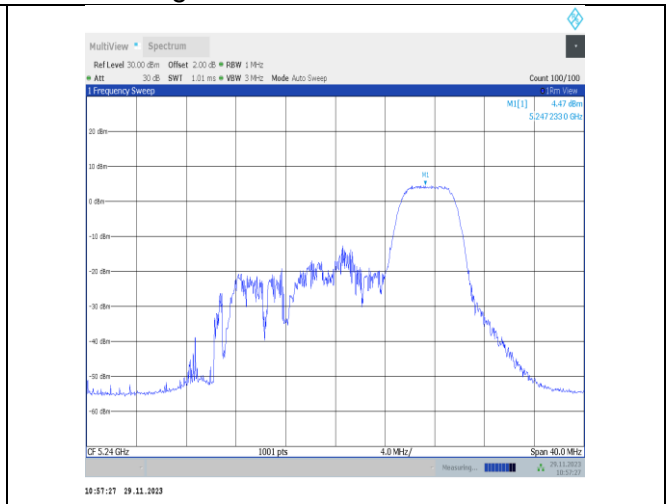 MultiView Spectrum
Ref Level 30.00 dBm Offset 2.00 dB RBW 1 MHz
Att 30 dB SWT 1.01 ms VBW 3 MHz Mode Auto Sweep Count 100/100
1 Frequency Sweep 1Rm View
M1[1] 4.47 dBm
5.247 233 0 GHz
20 dBm
10 dBm
M1
0 dBm
-10 dBm
-20 dBm
-30 dBm
-40 dBm
-50 dBm
-60 dBm
CF 5.24 GHz 1001 pts 4.0 MHz/ Span 40.0 MHz
Measuring... 29.11.2023
10:57:27
10:57:27 29.11.2023